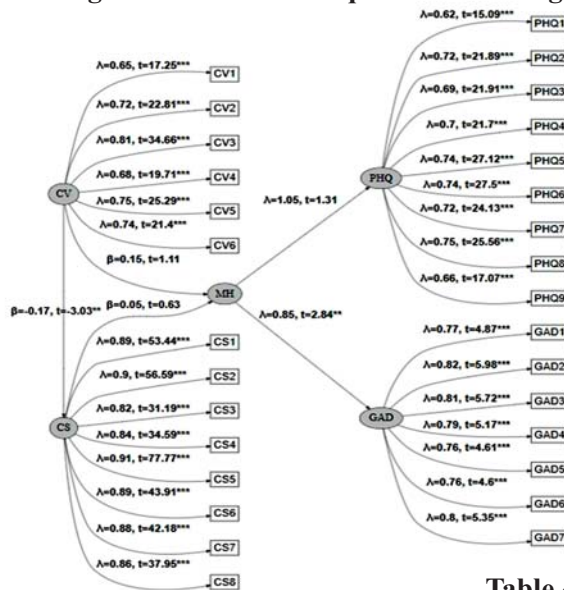 λ=0.62, t=15.09***
PHQ1
λ=0.72, t=21.89***
PHQ2
λ=0.69, t=21.91***
PHQ3
λ=0.7, t=21.7***
PHQ4
λ=0.74, t=27.12***
PHQ5
λ=0.74, t=27.5***
PHQ6
λ=0.72, t=24.13***
PHQ7
λ=0.75, t=25.56***
PHQ8
λ=0.66, t=17.07***
PHQ9
PHQ
λ=0.65, t=17.25***
CV1
λ=0.72, t=22.81***
CV2
λ=0.81, t=34.66***
CV3
λ=0.68, t=19.71***
CV4
λ=0.75, t=25.29***
CV5
λ=0.74, t=21.4***
CV6
CV
β=0.15, t=1.11
λ=1.05, t=1.31
MH
β=-0.17, t=-3.03**
β=0.05, t=0.63
λ=0.85, t=2.84**
λ=0.89, t=53.44***
CS1
λ=0.9, t=56.59***
CS2
λ=0.82, t=31.19***
CS3
λ=0.84, t=34.59***
CS4
λ=0.91, t=77.77***
CS5
λ=0.89, t=43.91***
CS6
λ=0.88, t=42.18***
CS7
λ=0.86, t=37.95***
CS8
CS
λ=0.77, t=4.87***
GAD1
λ=0.82, t=5.98***
GAD2
λ=0.81, t=5.72***
GAD3
λ=0.79, t=5.17***
GAD4
λ=0.76, t=4.61***
GAD5
λ=0.76, t=4.6***
GAD6
λ=0.8, t=5.35***
GAD7
GAD
Table